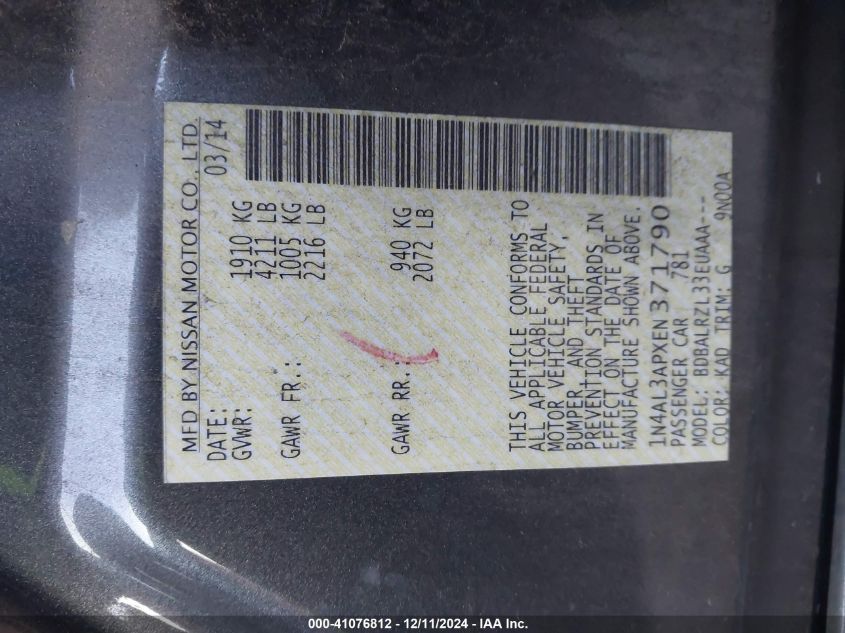 MFD BY NISSAN MOTOR CO., LTD.
DATE: 03/14
GVWR: 1910 KG
4211 LB
GAWR FR.: 1005 KG
2216 LB
GAWR RR.: 940 KG
2072 LB
THIS VEHICLE CONFORMS TO
ALL APPLICABLE FEDERAL
MOTOR VEHICLE SAFETY,
BUMPER, AND THEFT
PREVENTION STANDARDS IN
EFFECT ON THE DATE OF
MANUFACTURE SHOWN ABOVE.
1N4AL3APXEN371790
PASSENGER CAR 781
MODEL: BDBALRZL33EUAAA---
COLOR: KAD TRIM: G 9N00A
000-41076812 - 12/11/2024 - IAA Inc.